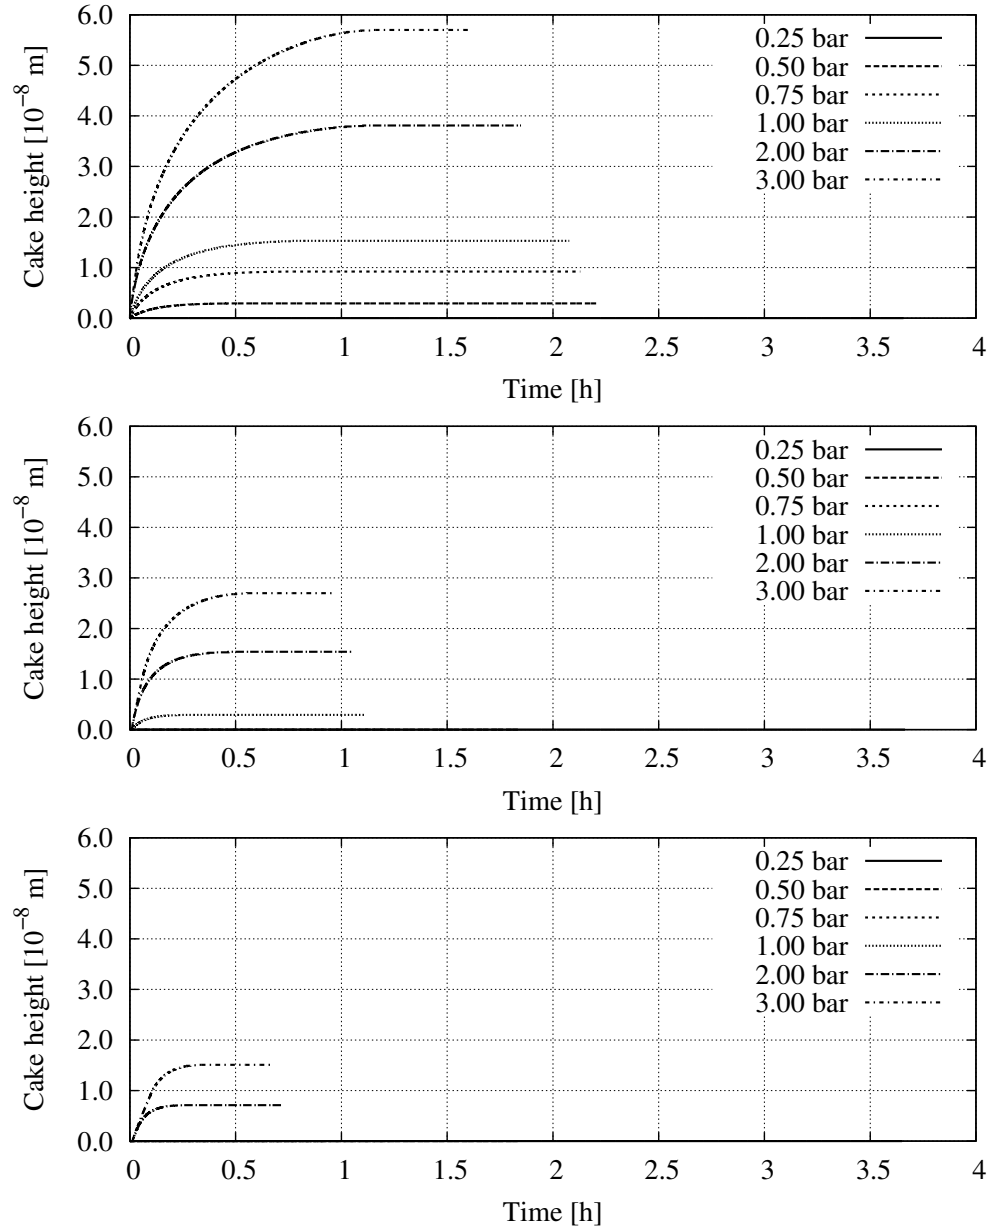 6.0
5.0
4.0
3.0
2.0
1.0
0.0
Cake height [10⁻⁸ m]
0.25 bar
0.50 bar
0.75 bar
1.00 bar
2.00 bar
3.00 bar
0 0.5 1 1.5 2 2.5 3 3.5 4
Time [h]
6.0
5.0
4.0
3.0
2.0
1.0
0.0
Cake height [10⁻⁸ m]
0.25 bar
0.50 bar
0.75 bar
1.00 bar
2.00 bar
3.00 bar
0 0.5 1 1.5 2 2.5 3 3.5 4
Time [h]
6.0
5.0
4.0
3.0
2.0
1.0
0.0
Cake height [10⁻⁸ m]
0.25 bar
0.50 bar
0.75 bar
1.00 bar
2.00 bar
3.00 bar
0 0.5 1 1.5 2 2.5 3 3.5 4
Time [h]